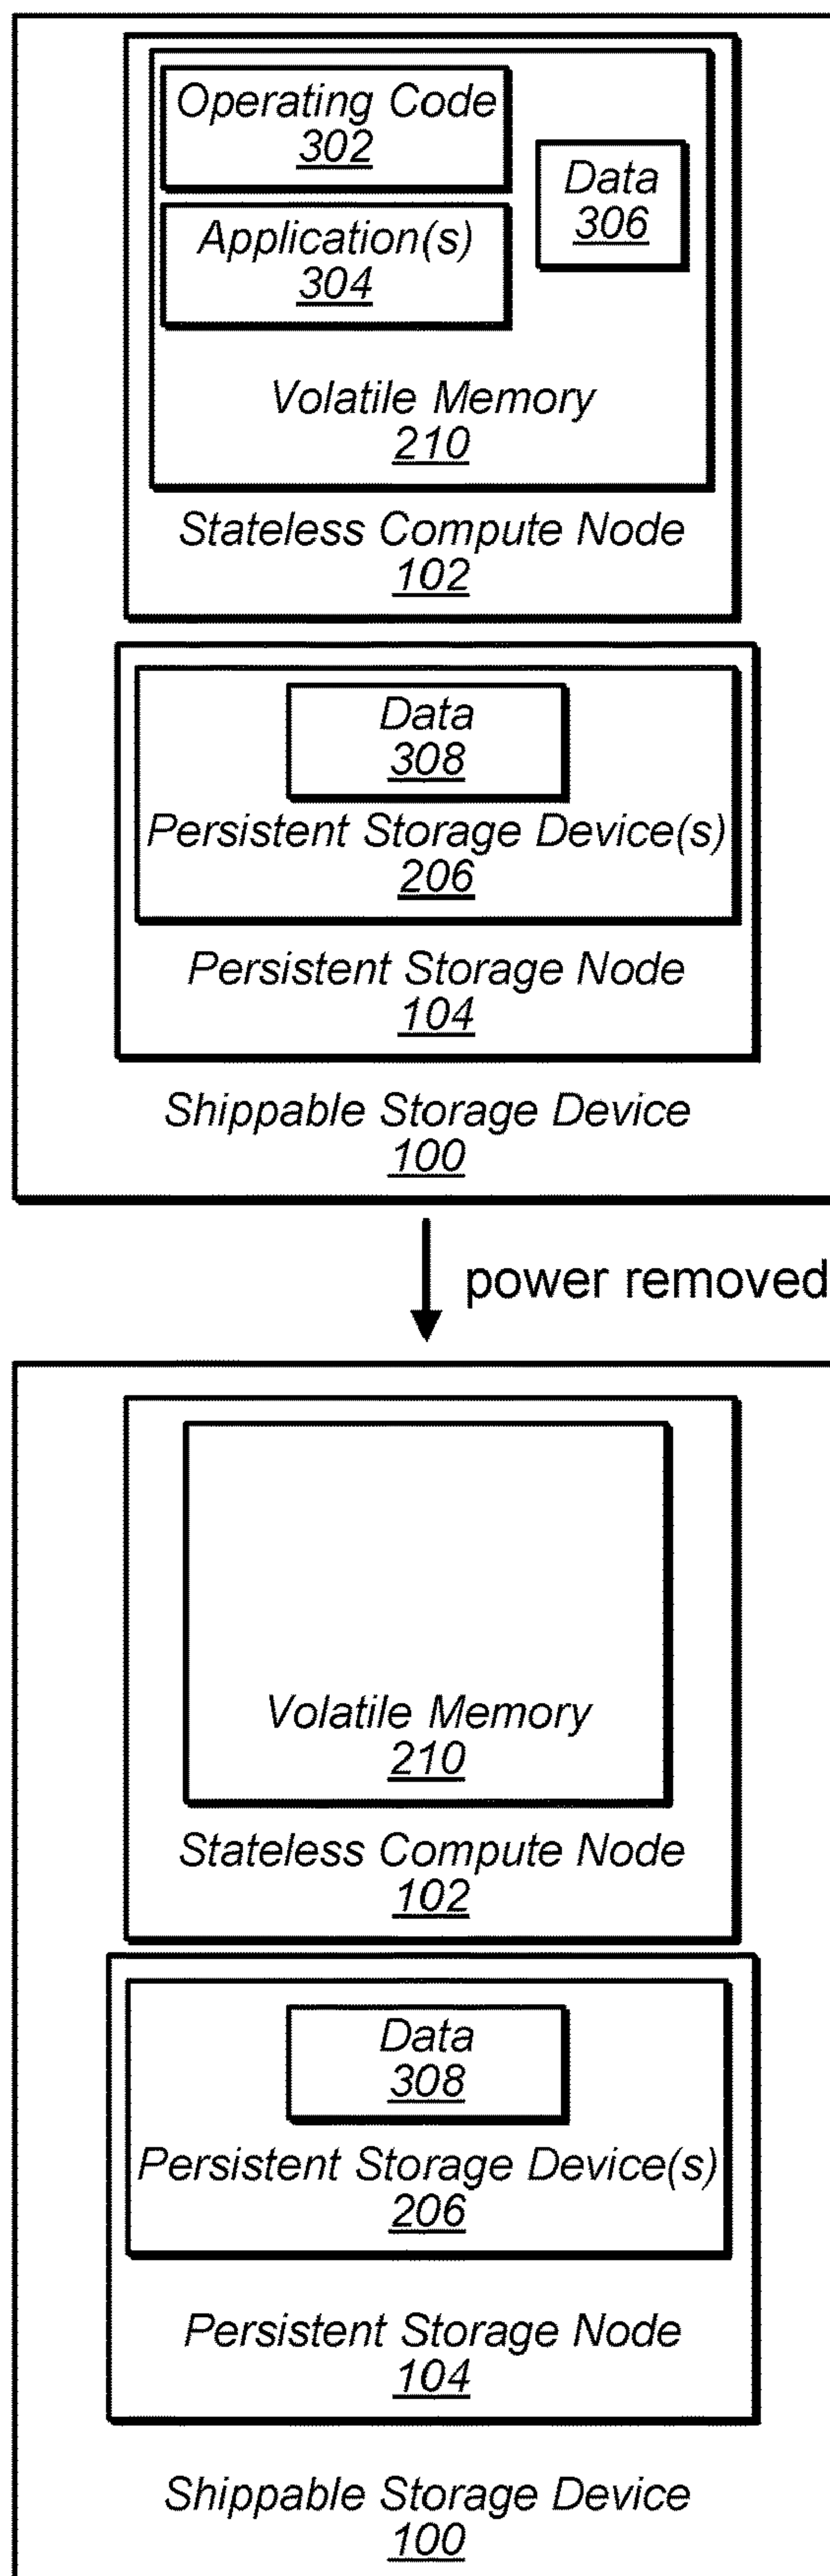 Operating Code
302
Data
306
Application(s)
304
Volatile Memory
210
Stateless Compute Node
102
Data
308
Persistent Storage Device(s)
206
Persistent Storage Node
104
Shippable Storage Device
100
power removed
Volatile Memory
210
Stateless Compute Node
102
Data
308
Persistent Storage Device(s)
206
Persistent Storage Node
104
Shippable Storage Device
100